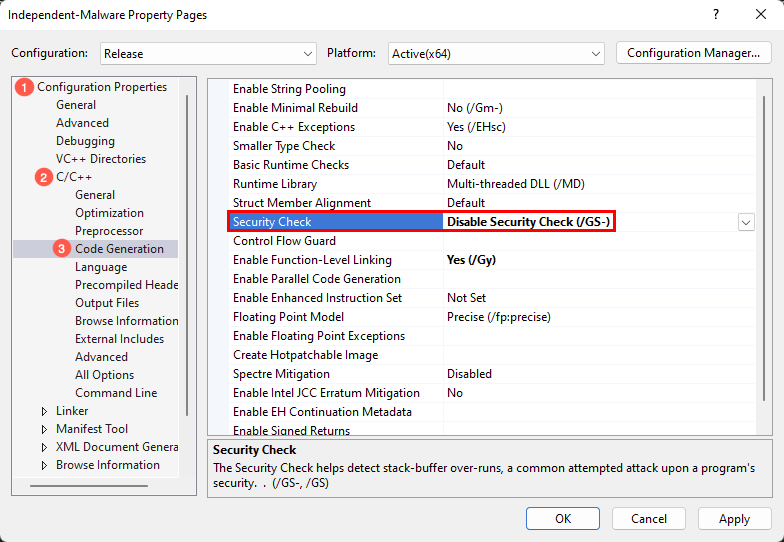 Independent-Malware Property Pages
? ×
Configuration: Release Platform: Active(x64) Configuration Manager...
1 Configuration Properties
General
Advanced
Debugging
VC++ Directories
2 C/C++
General
Optimization
Preprocessor
3 Code Generation
Language
Precompiled Heade
Output Files
Browse Information
External Includes
Advanced
All Options
Command Line
Linker
Manifest Tool
XML Document Genera
Browse Information
Enable String Pooling
Enable Minimal Rebuild No (/Gm-)
Enable C++ Exceptions Yes (/EHsc)
Smaller Type Check No
Basic Runtime Checks Default
Runtime Library Multi-threaded DLL (/MD)
Struct Member Alignment Default
Security Check Disable Security Check (/GS-)
Control Flow Guard
Enable Function-Level Linking Yes (/Gy)
Enable Parallel Code Generation
Enable Enhanced Instruction Set Not Set
Floating Point Model Precise (/fp:precise)
Enable Floating Point Exceptions
Create Hotpatchable Image
Spectre Mitigation Disabled
Enable Intel JCC Erratum Mitigation No
Enable EH Continuation Metadata
Enable Signed Returns
Security Check
The Security Check helps detect stack-buffer over-runs, a common attempted attack upon a program's
security. . (/GS-, /GS)
OK Cancel Apply